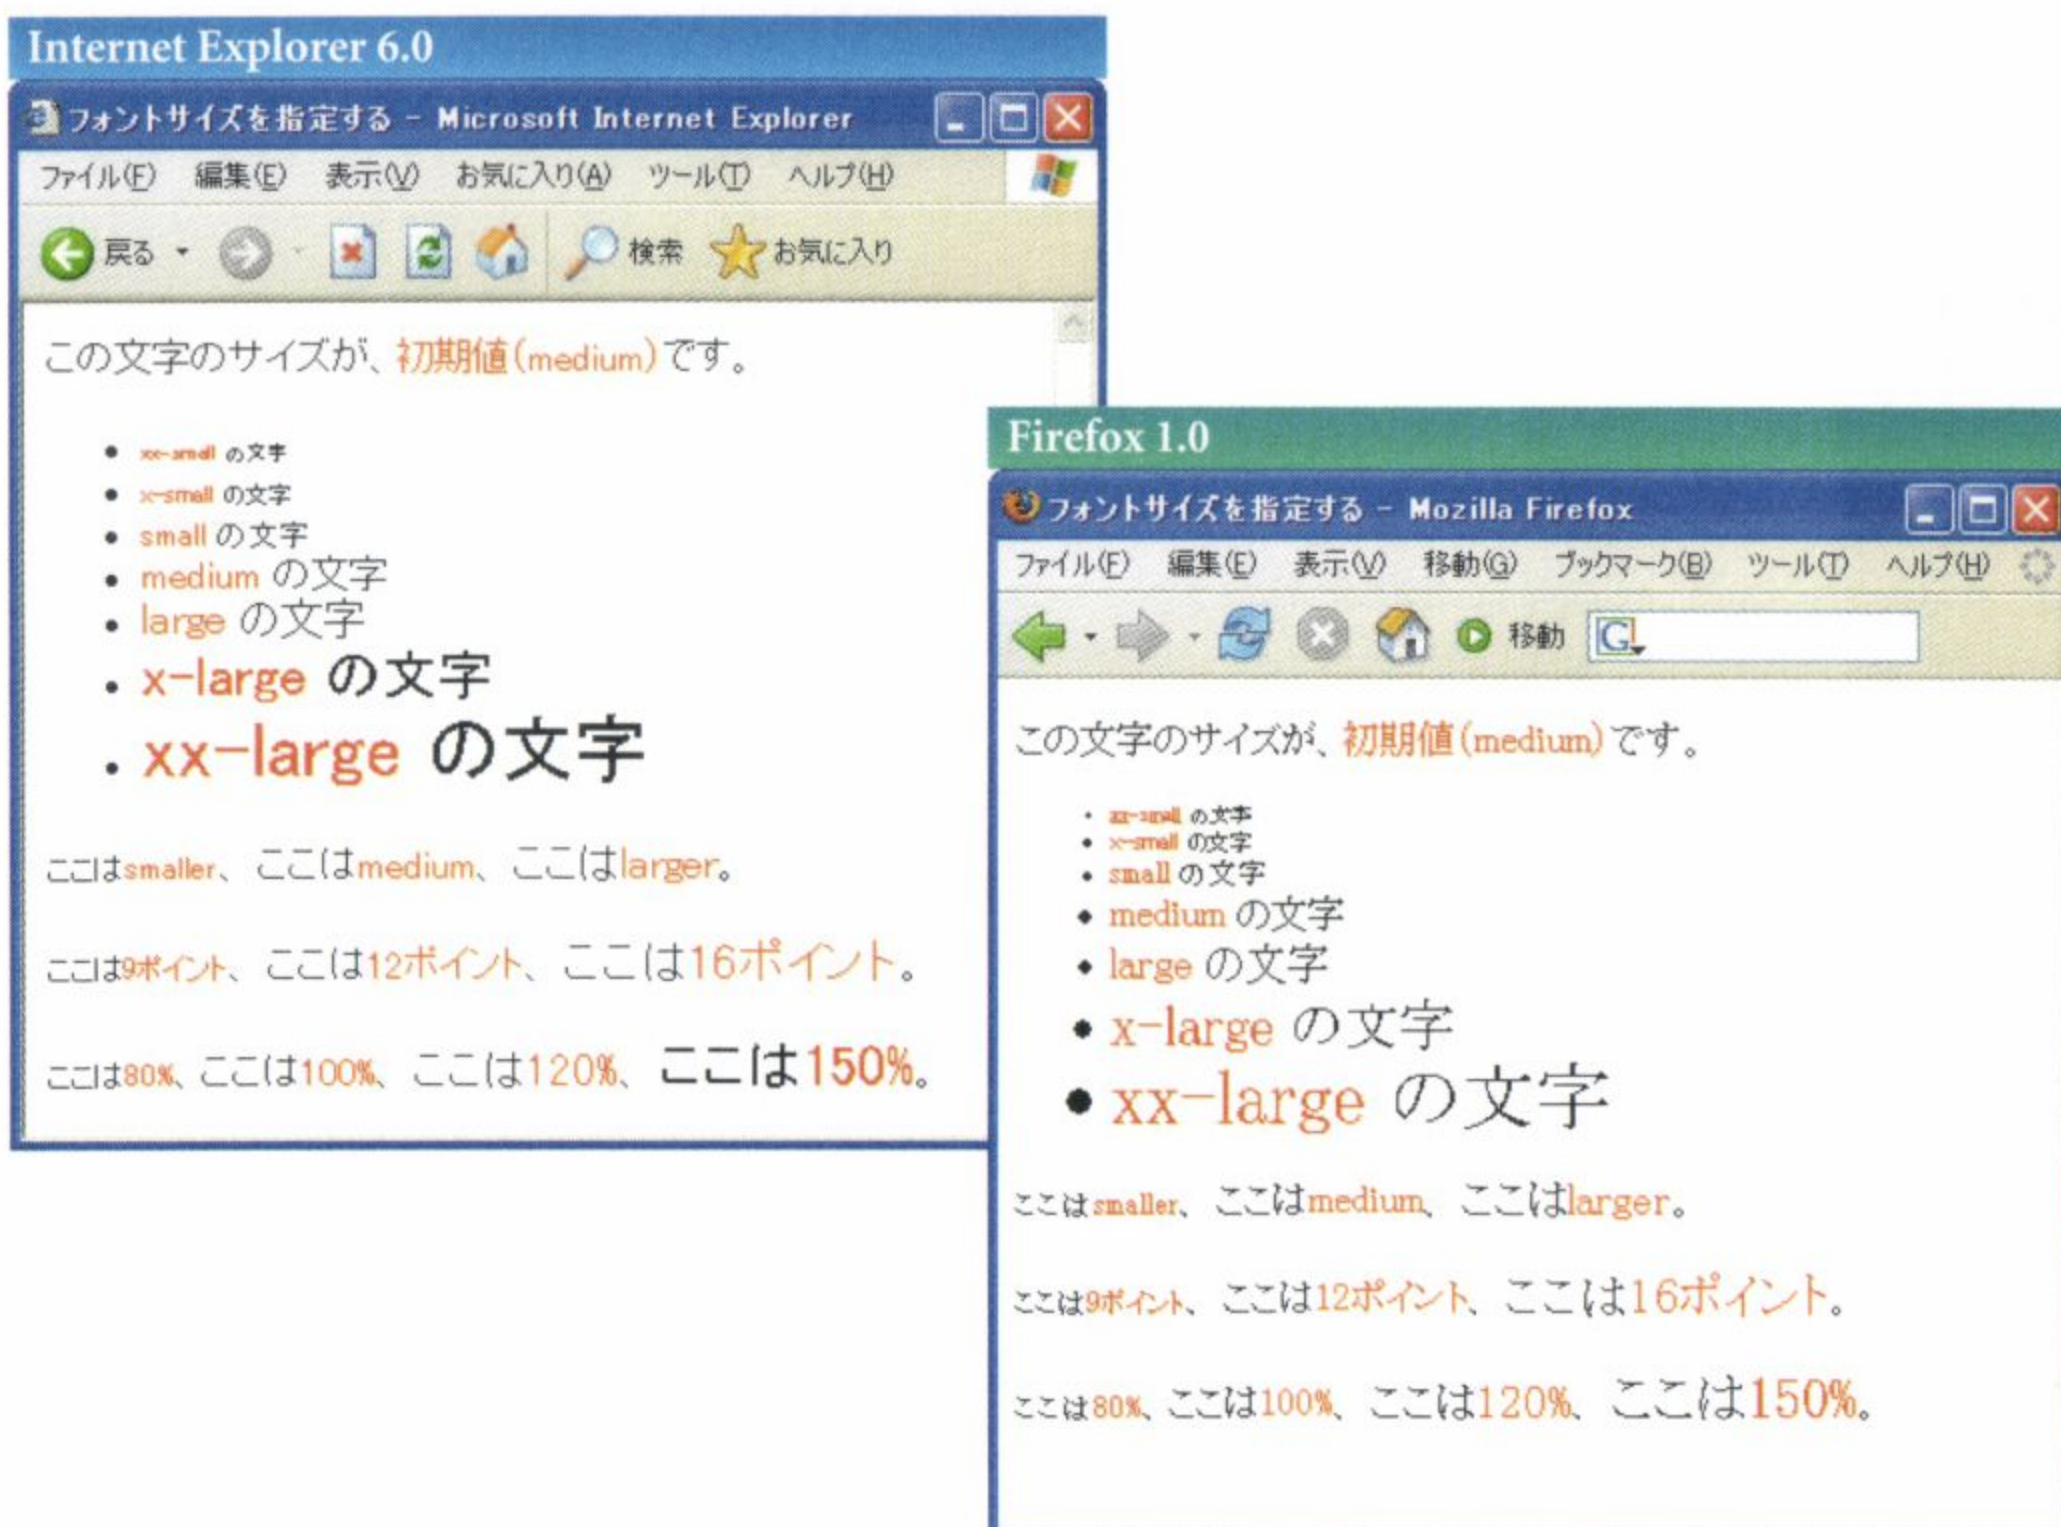 Internet Explorer 6.0
フォントサイズを指定する - Microsoft Internet Explorer
ファイル(F) 編集(E) 表示(V) お気に入り(A) ツール(T) ヘルプ(H)
戻る 検索 お気に入り
この文字のサイズが、初期値(medium)です。
• xx-small の文字
• x-small の文字
• small の文字
• medium の文字
• large の文字
• x-large の文字
• xx-large の文字
ここはsmaller、ここはmedium、ここはlarger。
ここは9ポイント、ここは12ポイント、ここは16ポイント。
ここは80%、ここは100%、ここは120%、ここは150%。
Firefox 1.0
フォントサイズを指定する - Mozilla Firefox
ファイル(F) 編集(E) 表示(V) 移動(G) ブックマーク(B) ツール(T) ヘルプ(H)
移動 G
この文字のサイズが、初期値(medium)です。
• xx-small の文字
• x-small の文字
• small の文字
• medium の文字
• large の文字
• x-large の文字
• xx-large の文字
ここはsmaller、ここはmedium、ここはlarger。
ここは9ポイント、ここは12ポイント、ここは16ポイント。
ここは80%、ここは100%、ここは120%、ここは150%。